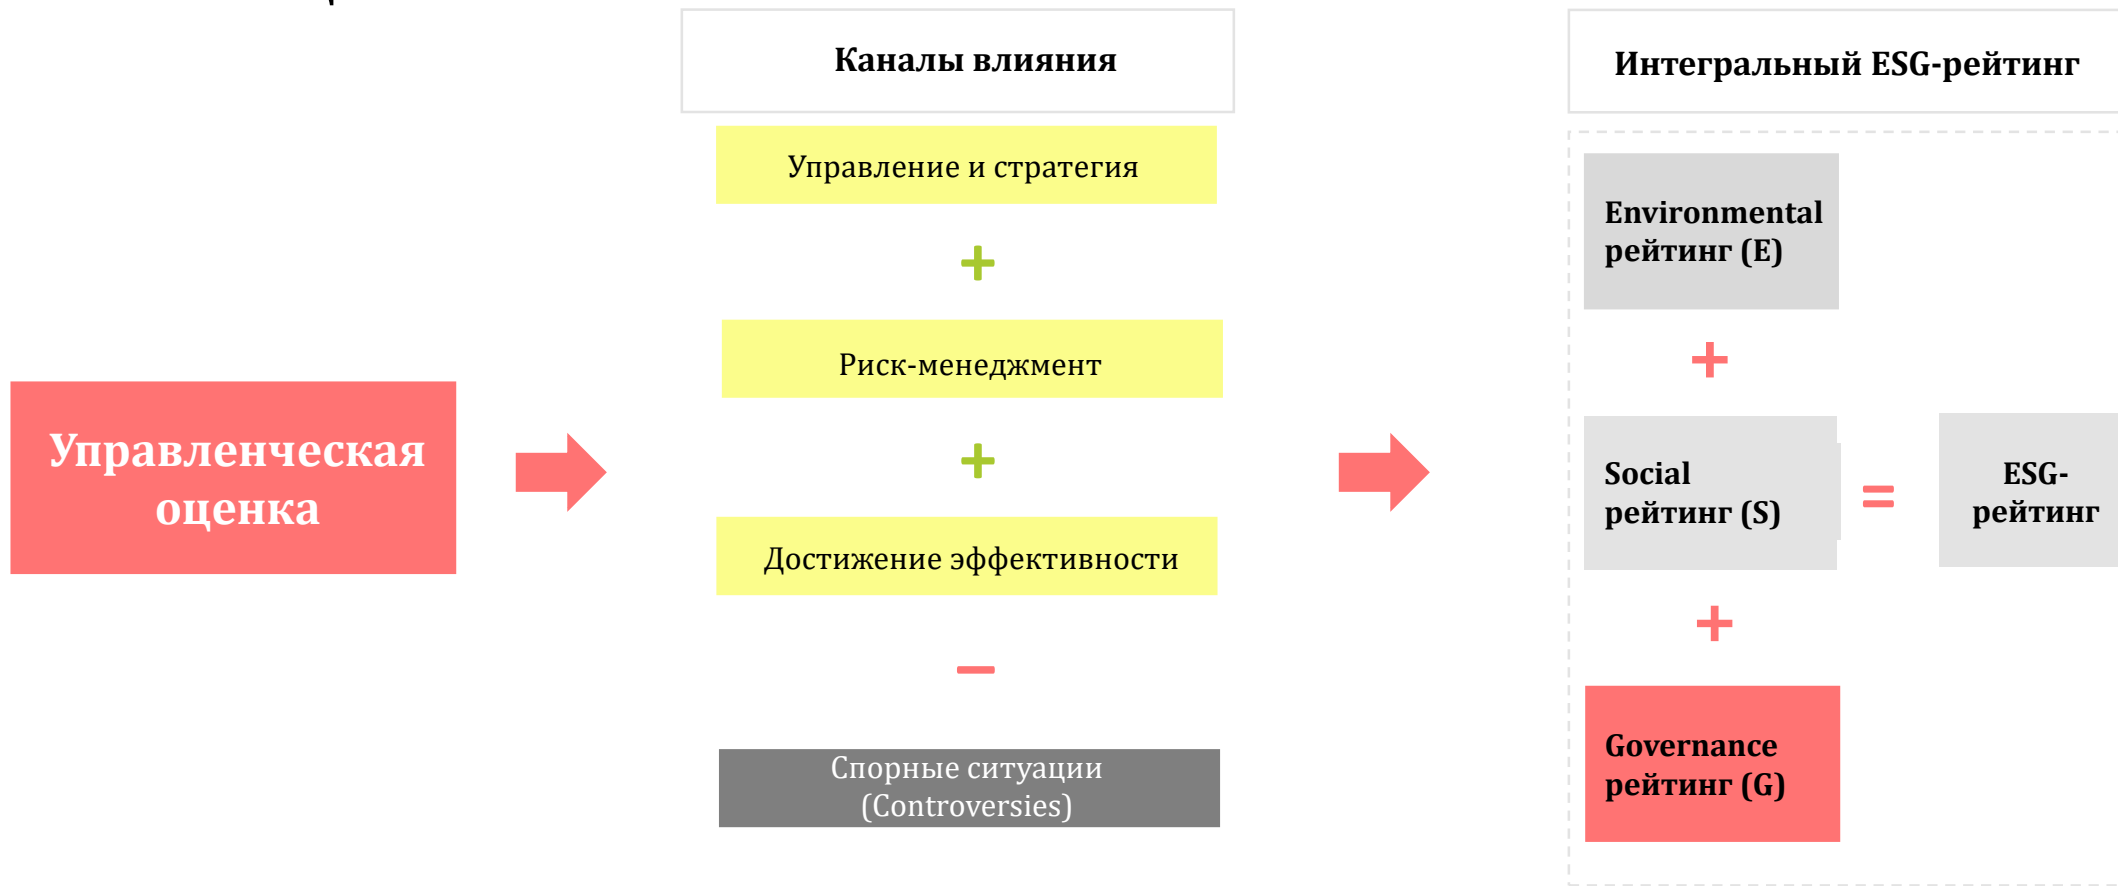 Каналы влияния
Интегральный ESG-рейтинг
Управление и стратегия
+
Риск-менеджмент
+
Достижение эффективности
–
Спорные ситуации
(Controversies)
Управленческая
оценка
Environmental
рейтинг (E)
+
Social
рейтинг (S)
=
ESG-
рейтинг
+
Governance
рейтинг (G)